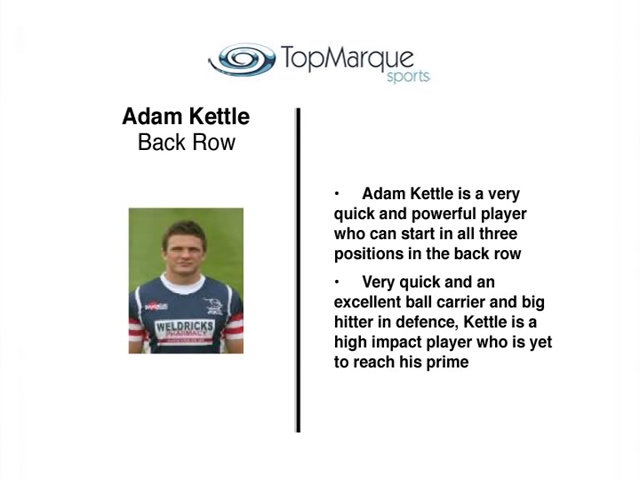 TopMarque
sports
Adam Kettle
Back Row
• Adam Kettle is a very
quick and powerful player
who can start in all three
positions in the back row
• Very quick and an
excellent ball carrier and big
hitter in defence, Kettle is a
high impact player who is yet
to reach his prime
WELDRICKS
PHARMACY